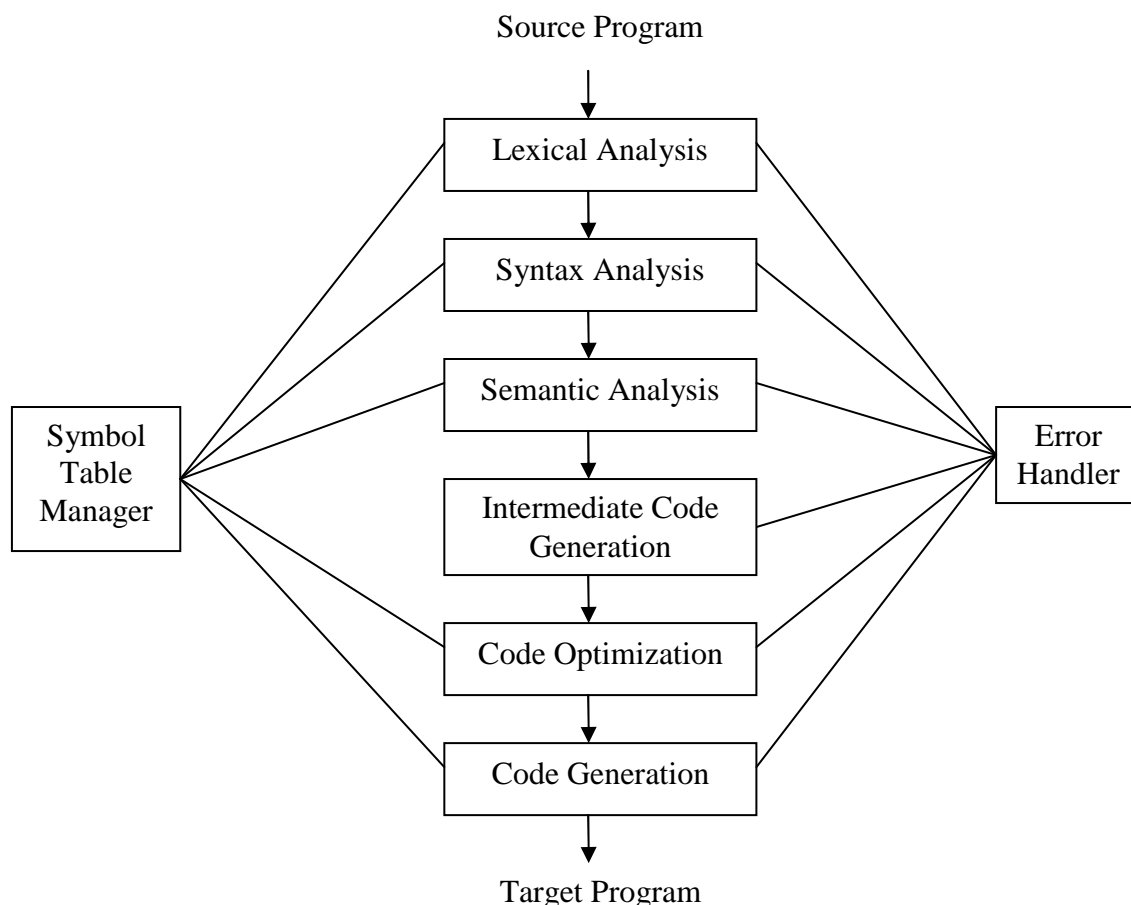 Source Program
Lexical Analysis
Syntax Analysis
Semantic Analysis
Symbol
Table
Manager
Error
Handler
Intermediate Code
Generation
Code Optimization
Code Generation
Target Program